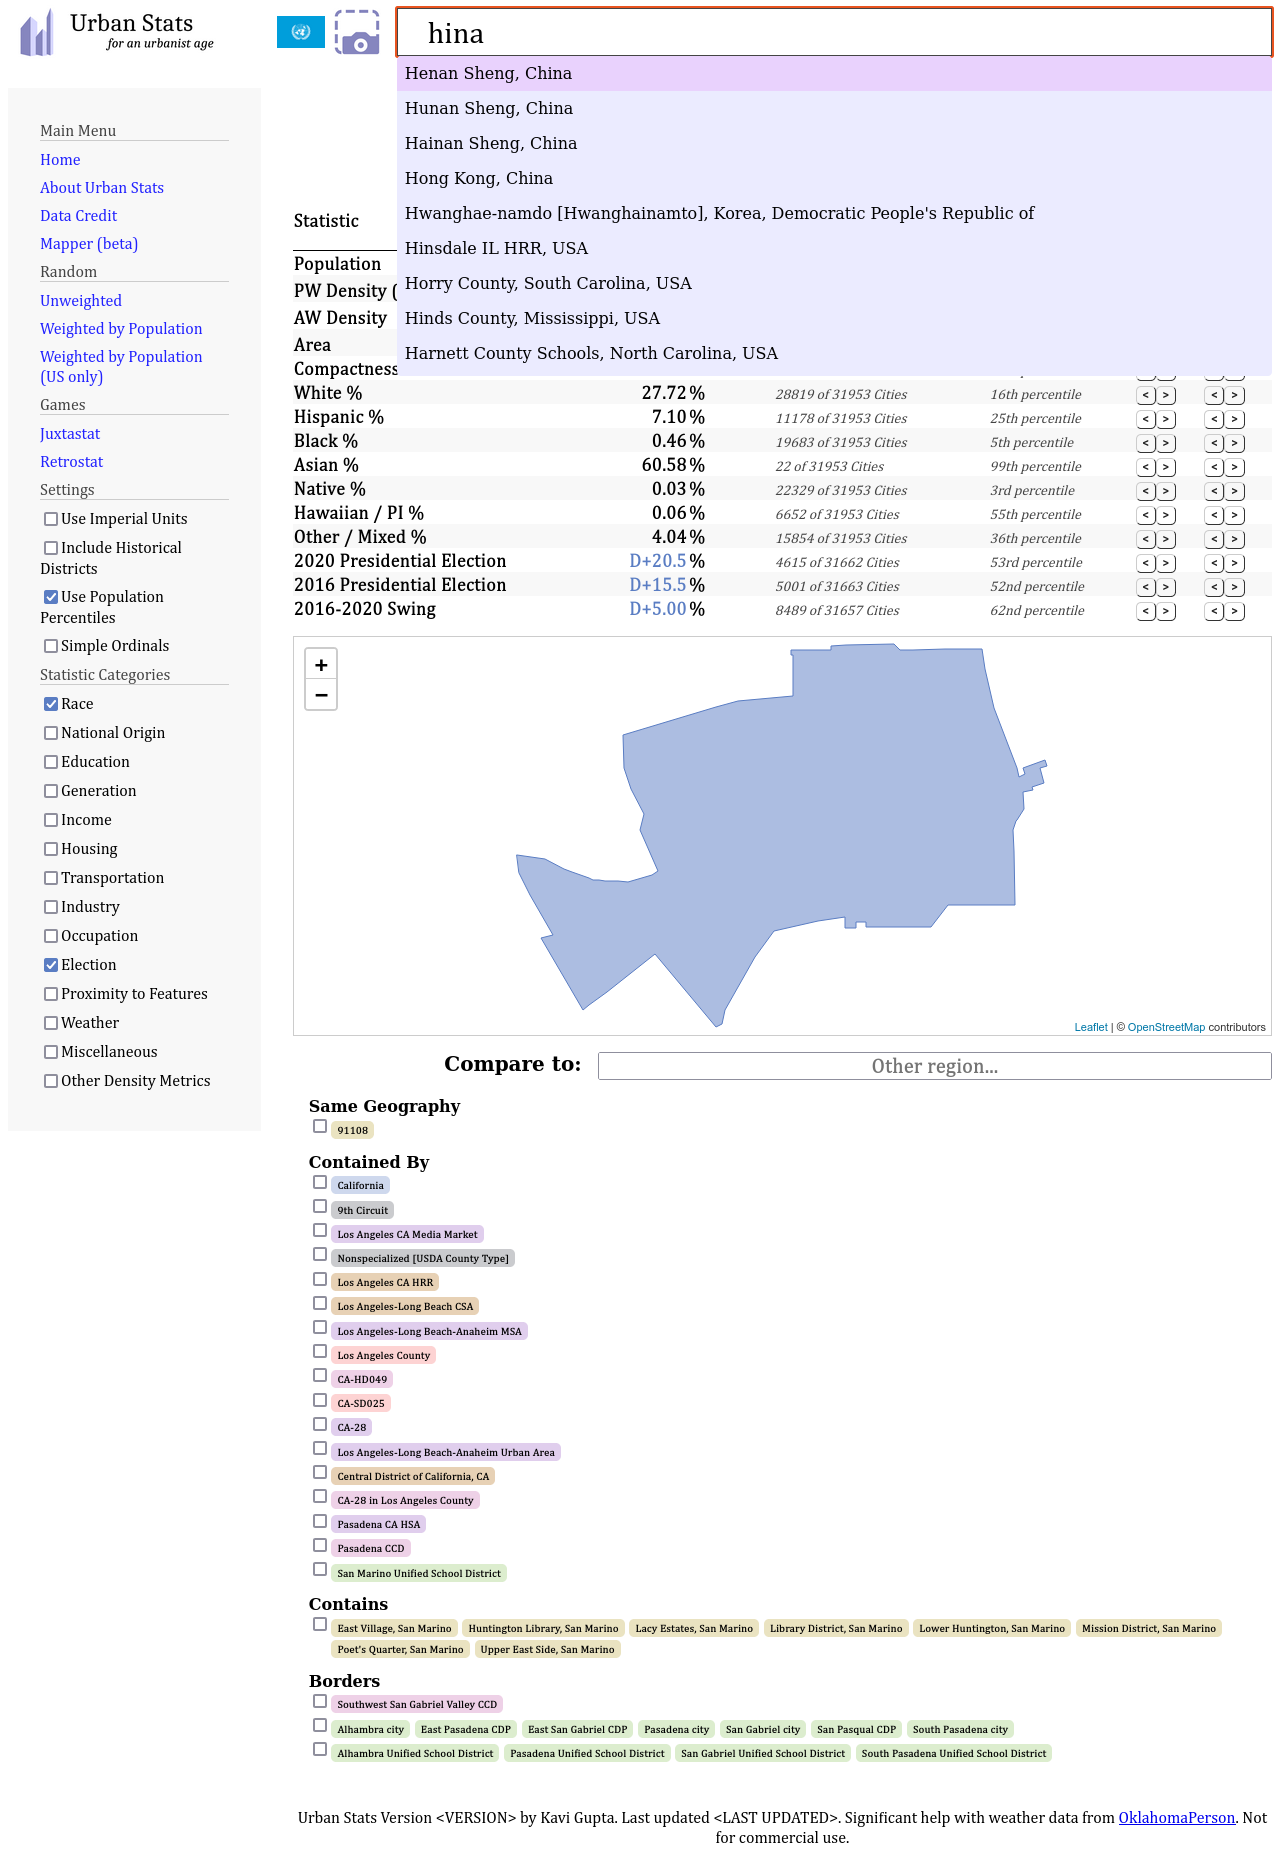 Urban Stats
for an urbanist age
hina
Henan Sheng, China
Hunan Sheng, China
Hainan Sheng, China
Hong Kong, China
Hwanghae-namdo [Hwanghainamto], Korea, Democratic People's Republic of
Hinsdale IL HRR, USA
Horry County, South Carolina, USA
Hinds County, Mississippi, USA
Harnett County Schools, North Carolina, USA
Main Menu
Home
About Urban Stats
Data Credit
Mapper (beta)
Random
Unweighted
Weighted by Population
Weighted by Population
(US only)
Games
Juxtastat
Retrostat
Settings
Use Imperial Units
Include Historical
Districts
Use Population
Percentiles
Simple Ordinals
Statistic Categories
Race
National Origin
Education
Generation
Income
Housing
Transportation
Industry
Occupation
Election
Proximity to Features
Weather
Miscellaneous
Other Density Metrics
Statistic
Population
PW Density (
AW Density
Area
Compactness
White % 27.72% 28819 of 31953 Cities 16th percentile < > < >
Hispanic % 7.10% 11178 of 31953 Cities 25th percentile < > < >
Black % 0.46% 19683 of 31953 Cities 5th percentile < > < >
Asian % 60.58% 22 of 31953 Cities 99th percentile < > < >
Native % 0.03% 22329 of 31953 Cities 3rd percentile < > < >
Hawaiian / PI % 0.06% 6652 of 31953 Cities 55th percentile < > < >
Other / Mixed % 4.04% 15854 of 31953 Cities 36th percentile < > < >
2020 Presidential Election D+20.5% 4615 of 31662 Cities 53rd percentile < > < >
2016 Presidential Election D+15.5% 5001 of 31663 Cities 52nd percentile < > < >
2016-2020 Swing D+5.00% 8489 of 31657 Cities 62nd percentile < > < >
+
−
Leaflet | © OpenStreetMap contributors
Compare to: Other region...
Same Geography
91108
Contained By
California
9th Circuit
Los Angeles CA Media Market
Nonspecialized [USDA County Type]
Los Angeles CA HRR
Los Angeles-Long Beach CSA
Los Angeles-Long Beach-Anaheim MSA
Los Angeles County
CA-HD049
CA-SD025
CA-28
Los Angeles-Long Beach-Anaheim Urban Area
Central District of California, CA
CA-28 in Los Angeles County
Pasadena CA HSA
Pasadena CCD
San Marino Unified School District
Contains
East Village, San Marino Huntington Library, San Marino Lacy Estates, San Marino Library District, San Marino Lower Huntington, San Marino Mission District, San Marino
Poet's Quarter, San Marino Upper East Side, San Marino
Borders
Southwest San Gabriel Valley CCD
Alhambra city East Pasadena CDP East San Gabriel CDP Pasadena city San Gabriel city San Pasqual CDP South Pasadena city
Alhambra Unified School District Pasadena Unified School District San Gabriel Unified School District South Pasadena Unified School District
Urban Stats Version <VERSION> by Kavi Gupta. Last updated <LAST UPDATED>. Significant help with weather data from OklahomaPerson. Not
for commercial use.